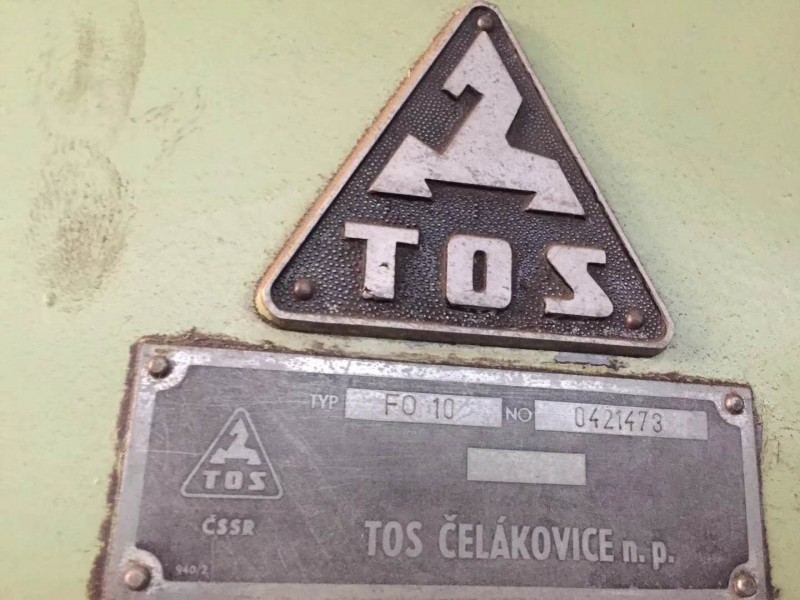 TOS
TYP FO 10 NO 0421473
TOS
ČSSR
TOS ČELÁKOVICE n.p.
940/2